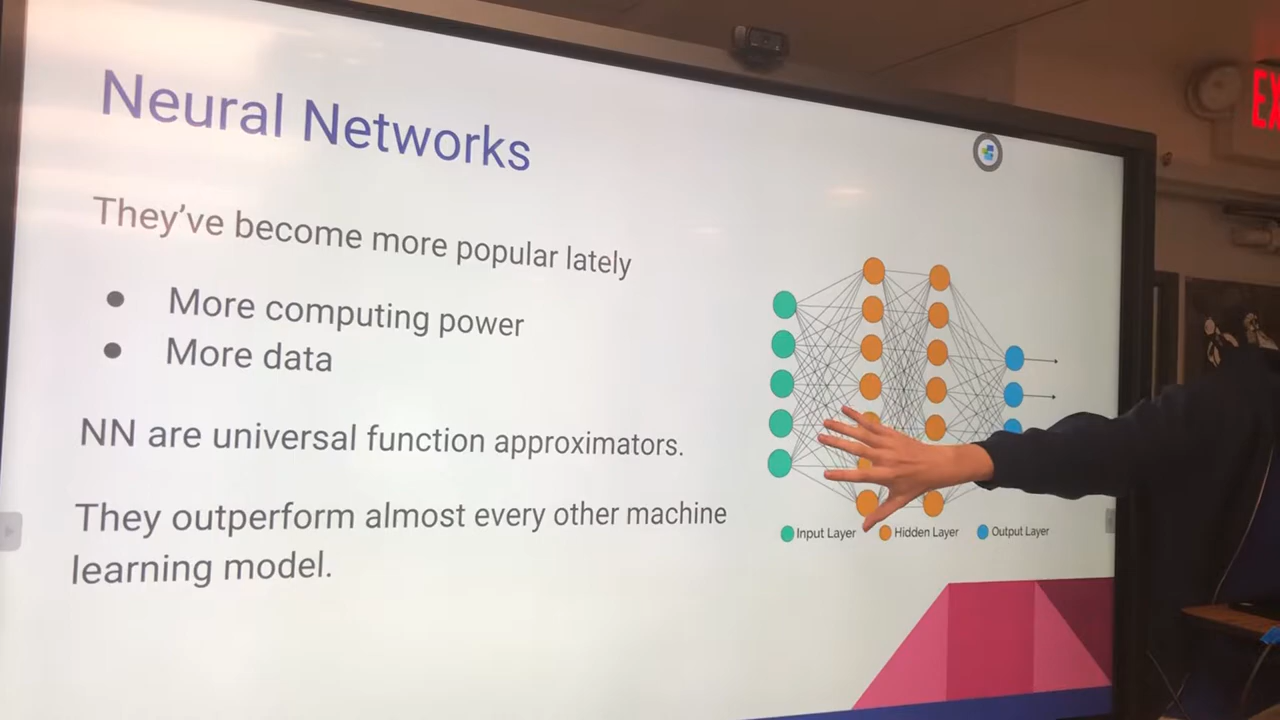 Neural Networks
They've become more popular lately
● More computing power
● More data
NN are universal function approximators.
They outperform almost every other machine
learning model.
Input Layer Hidden Layer Output Layer